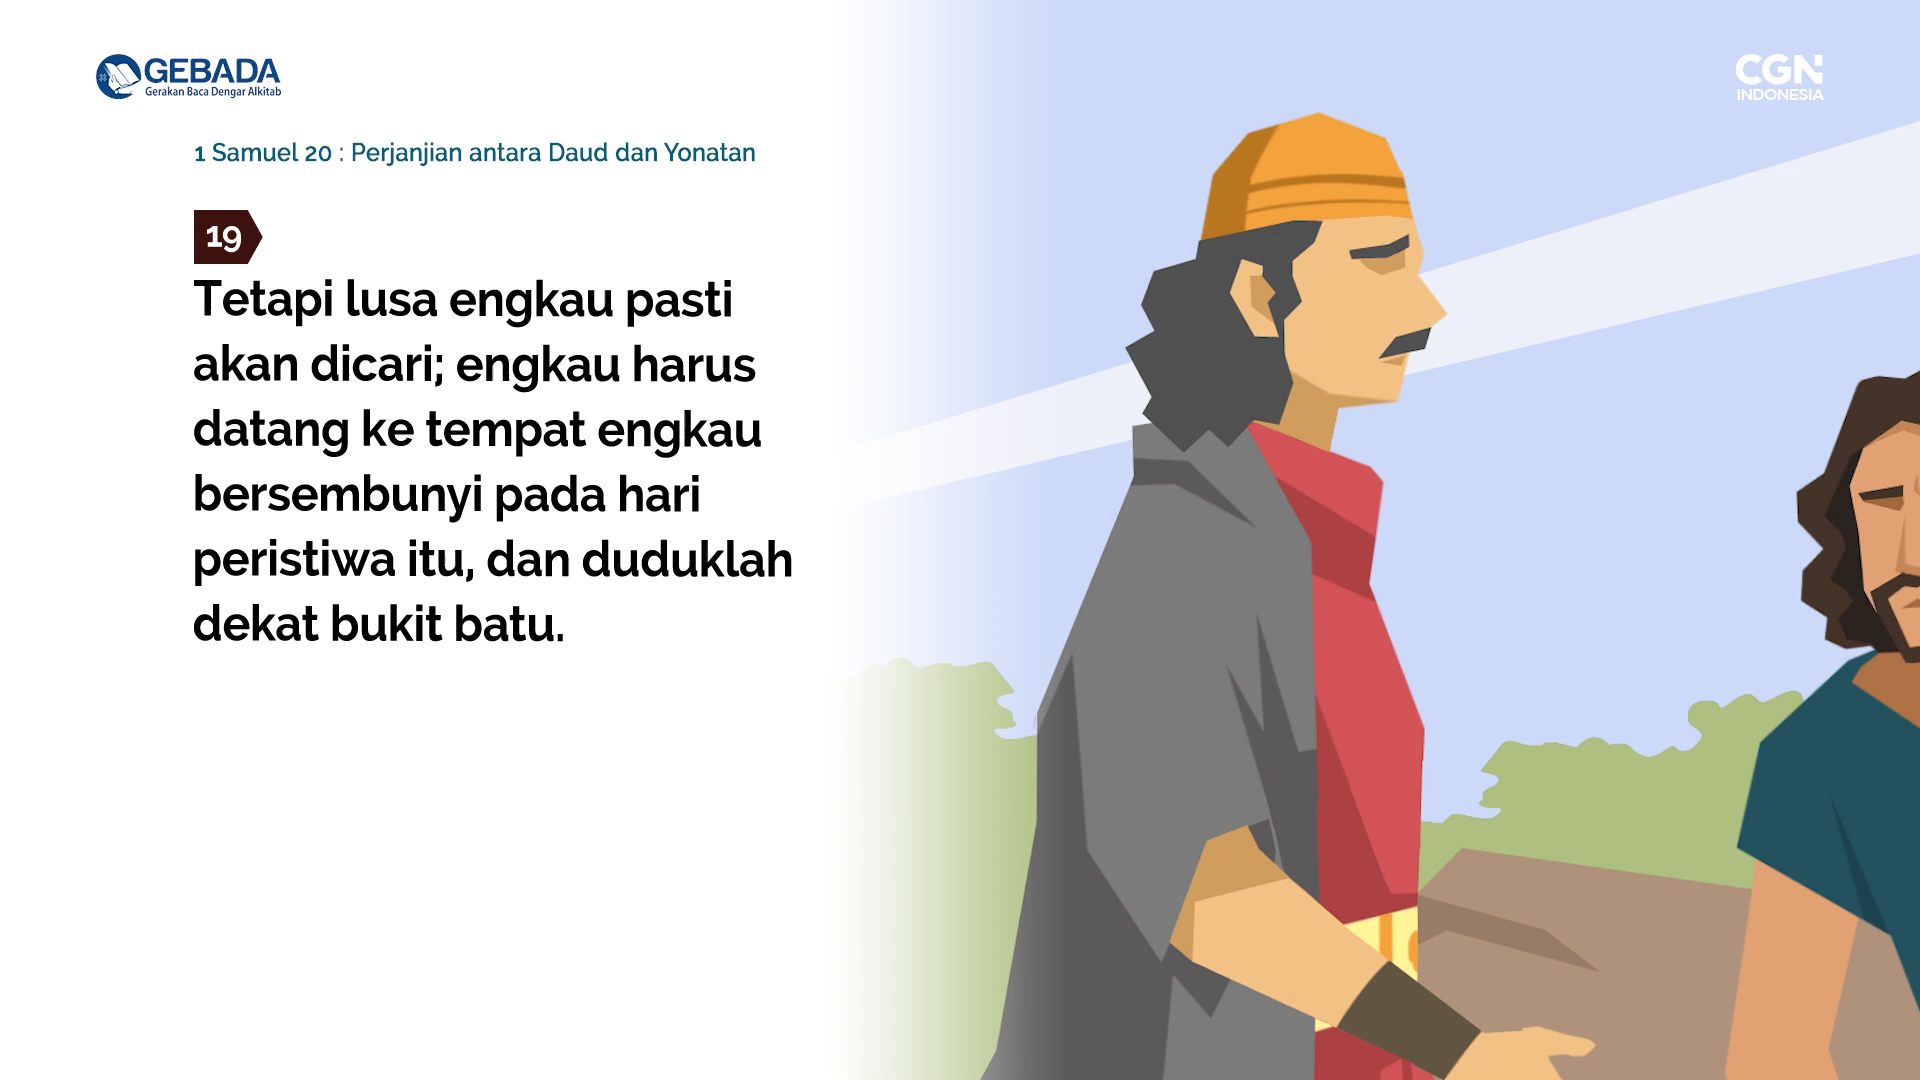 GEBADA
Gerakan Baca Dengar Alkitab
CGN
INDONESIA
1 Samuel 20 : Perjanjian antara Daud dan Yonatan
19
Tetapi lusa engkau pasti
akan dicari; engkau harus
datang ke tempat engkau
bersembunyi pada hari
peristiwa itu, dan duduklah
dekat bukit batu.